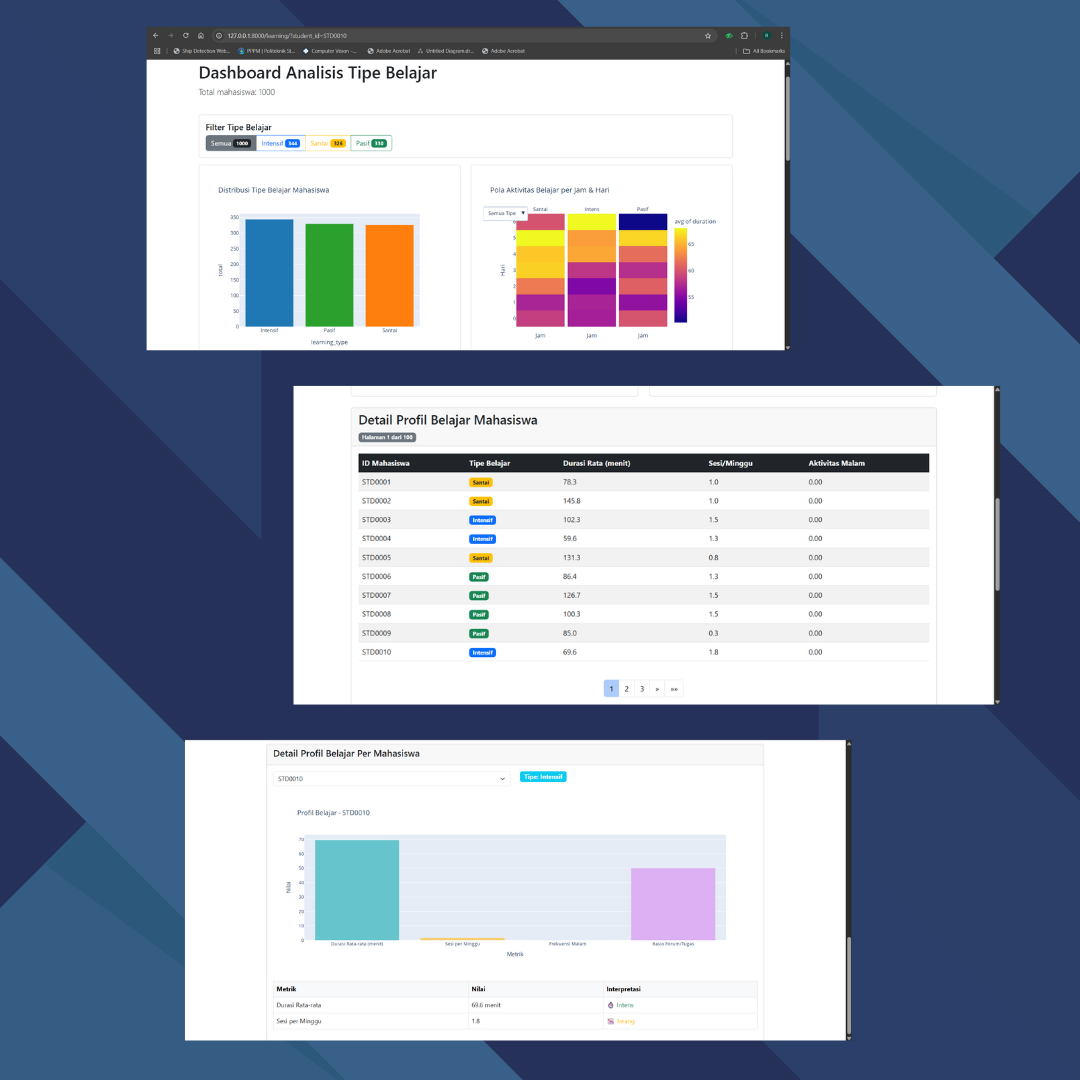 127.0.0.1:8000/learning/?student_id=STD0010
Ship Detection Web... PPPM | Politeknik St... Computer Vision -... Adobe Acrobat Untitled Diagram.dr... Adobe Acrobat All Bookmarks
Dashboard Analisis Tipe Belajar
Total mahasiswa: 1000
Filter Tipe Belajar
Semua 1000 Intensif 344 Santai 326 Pasif 330
Distribusi Tipe Belajar Mahasiswa
350
300
250
200
150
100
50
0
total
Intensif Pasif Santai
learning_type
Pola Aktivitas Belajar per Jam & Hari
Semua Tipe ▼
Santai Intens Pasif
6
5
4
3
2
1
0
Hari
Jam Jam Jam
avg of duration
65
60
55
Detail Profil Belajar Mahasiswa
Halaman 1 dari 100
ID Mahasiswa Tipe Belajar Durasi Rata (menit) Sesi/Minggu Aktivitas Malam
STD0001 Santai 78.3 1.0 0.00
STD0002 Santai 145.8 1.0 0.00
STD0003 Intensif 102.3 1.5 0.00
STD0004 Intensif 59.6 1.3 0.00
STD0005 Santai 131.3 0.8 0.00
STD0006 Pasif 86.4 1.3 0.00
STD0007 Pasif 126.7 1.5 0.00
STD0008 Pasif 100.3 1.5 0.00
STD0009 Pasif 85.0 0.3 0.00
STD0010 Intensif 69.6 1.8 0.00
1 2 3 » »»
Detail Profil Belajar Per Mahasiswa
STD0010 Tipe: Intensif
Profil Belajar - STD0010
70
60
50
40
30
20
10
0
Nilai
Durasi Rata-rata (menit) Sesi per Minggu Frekuensi Malam Rasio Forum/Tugas
Metrik
Metrik Nilai Interpretasi
Durasi Rata-rata 69.6 menit Intens
Sesi per Minggu 1.8 Jarang